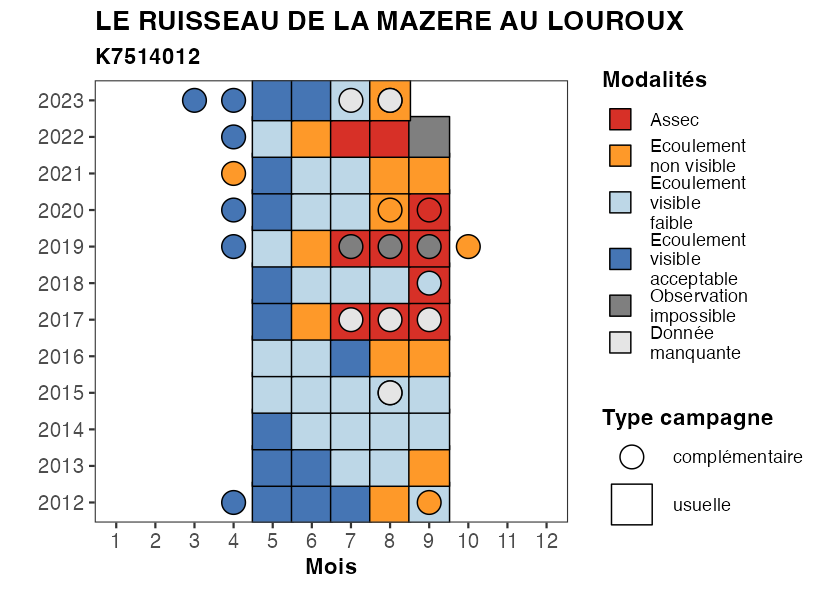 LE RUISSEAU DE LA MAZERE AU LOUROUX
K7514012
2023
2022
2021
2020
2019
2018
2017
2016
2015
2014
2013
2012
1 2 3 4 5 6 7 8 9 10 11 12
Mois
Modalités
Assec
Ecoulement
non visible
Ecoulement
visible
faible
Ecoulement
visible
acceptable
Observation
impossible
Donnée
manquante
Type campagne
complémentaire
usuelle